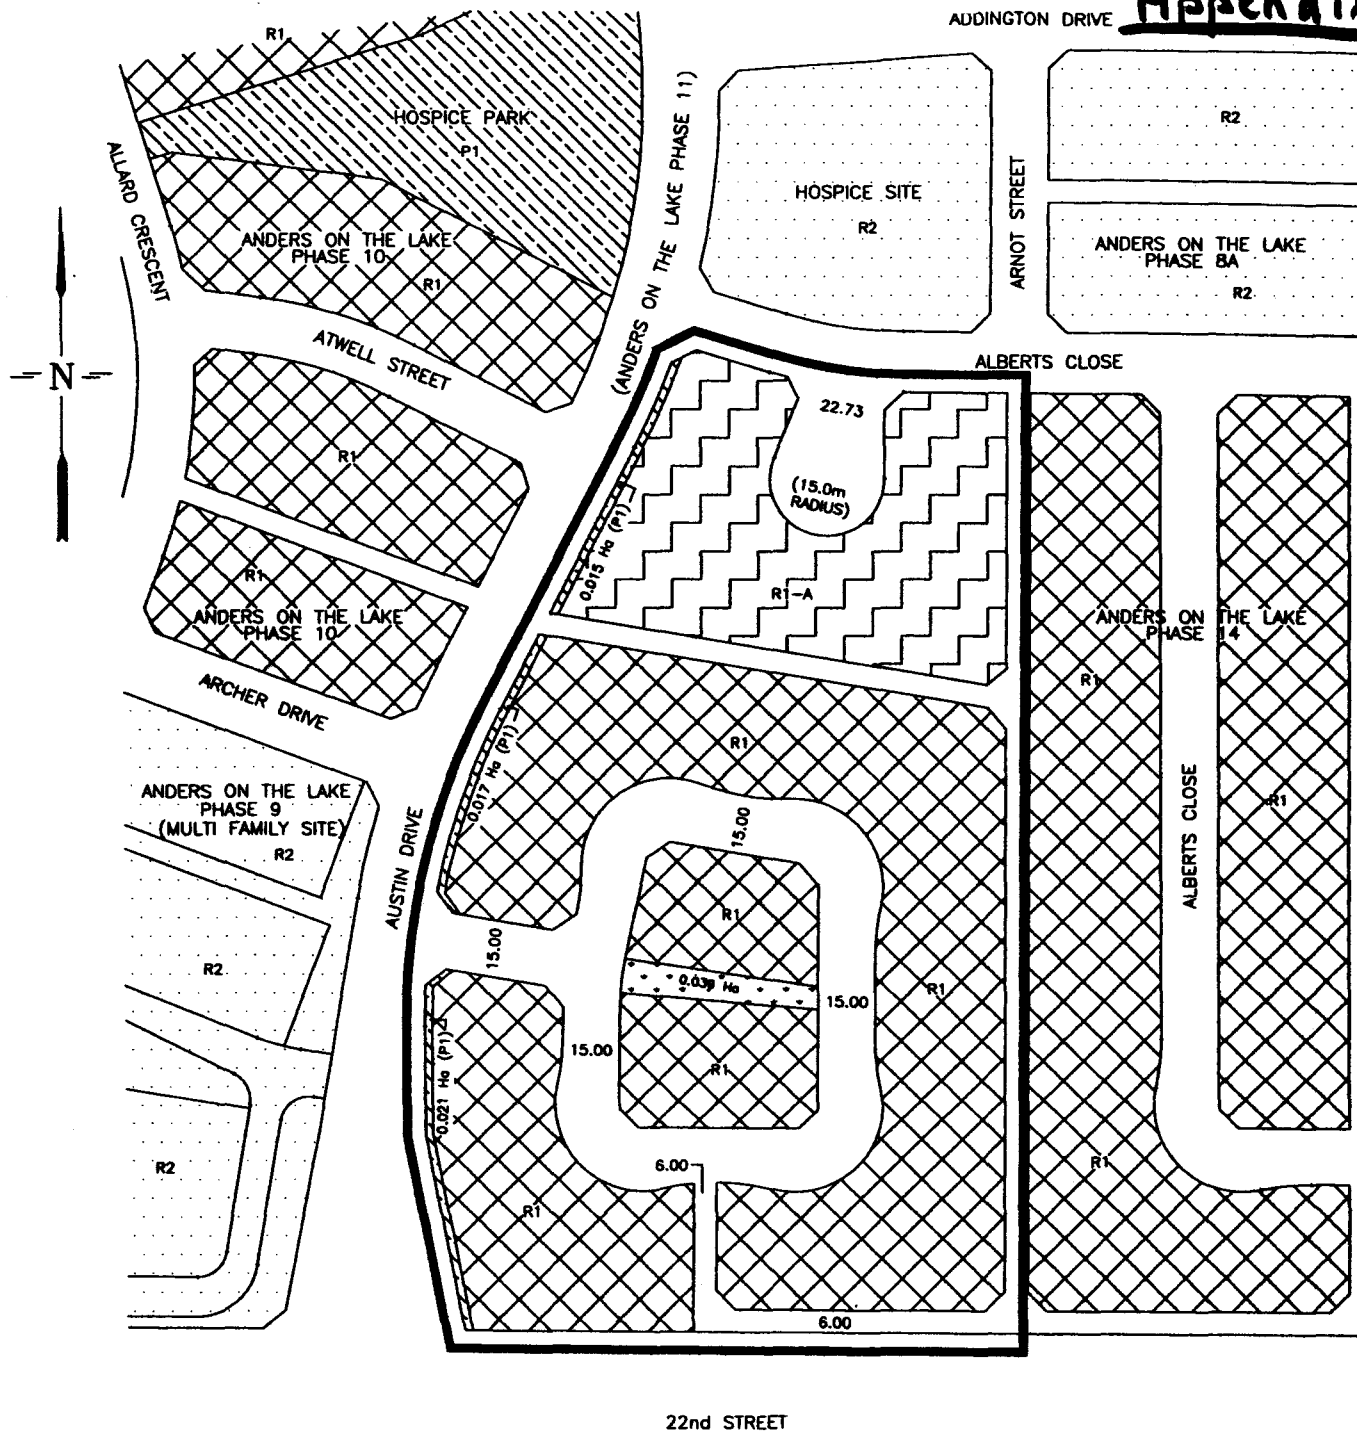 ADDINGTON DRIVE
R1
HOSPICE PARK
P1
ALLARD CRESCENT
ANDERS ON THE LAKE
PHASE 10
R1
(ANDERS ON THE LAKE PHASE 11)
HOSPICE SITE
R2
ARNOT STREET
R2
ANDERS ON THE LAKE
PHASE 8A
R2
N
ATWELL STREET
ALBERTS CLOSE
22.73
(15.0m
RADIUS)
R1
0.015 Ha (P1)
R1-A
R1
ANDERS ON THE LAKE
PHASE 10
ANDERS ON THE LAKE
PHASE 14
R1
ARCHER DRIVE
0.017 Ha (P1)
R1
ANDERS ON THE LAKE
PHASE 9
(MULTI FAMILY SITE)
R2
AUSTIN DRIVE
15.00
ALBERTS CLOSE
R1
R1
15.00
R2
Ha
R1
15.00
15.00
R1
0.021 Ha (P1)
R2
6.00
R1
R1
6.00
22nd STREET